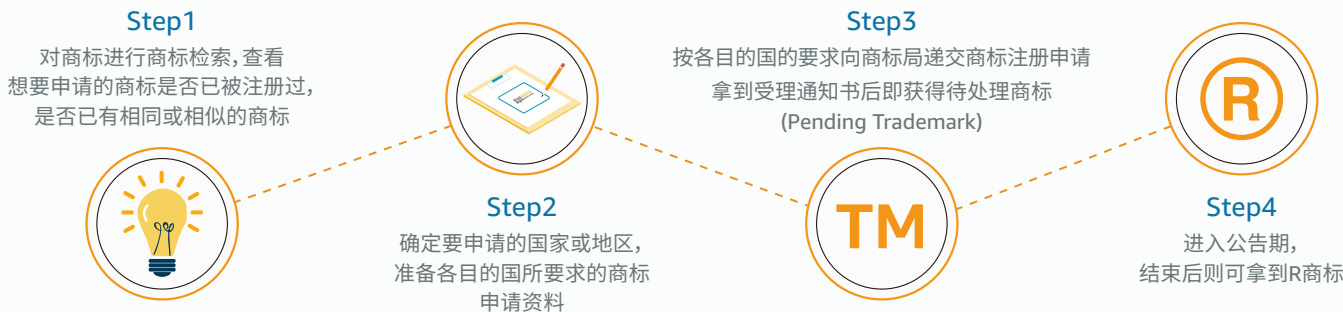 Step1
对商标进行商标检索,查看
想要申请的商标是否已被注册过,
是否已有相同或相似的商标
Step2
确定要申请的国家或地区,
准备各目的国所要求的商标
申请资料
Step3
按各目的国的要求向商标局递交商标注册申请
拿到受理通知书后即获得待处理商标
(Pending Trademark)
TM
R
Step4
进入公告期,
结束后则可拿到R商标